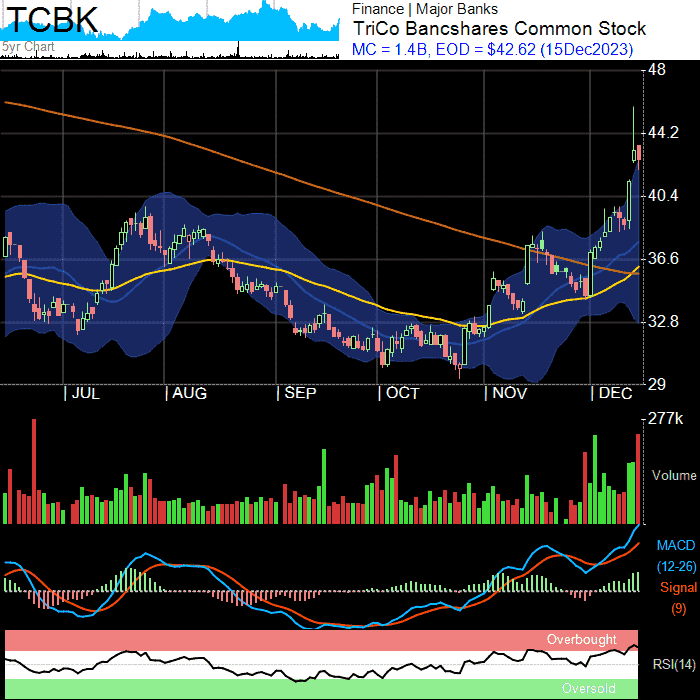 TCBK
5yr Chart
Finance | Major Banks
TriCo Bancshares Common Stock
MC = 1.4B, EOD = $42.62 (15Dec2023)
48
44.2
40.4
36.6
32.8
29
| JUL | AUG | SEP | OCT | NOV | DEC
277k
Volume
MACD
(12-26)
Signal
(9)
Overbought
RSI(14)
Oversold